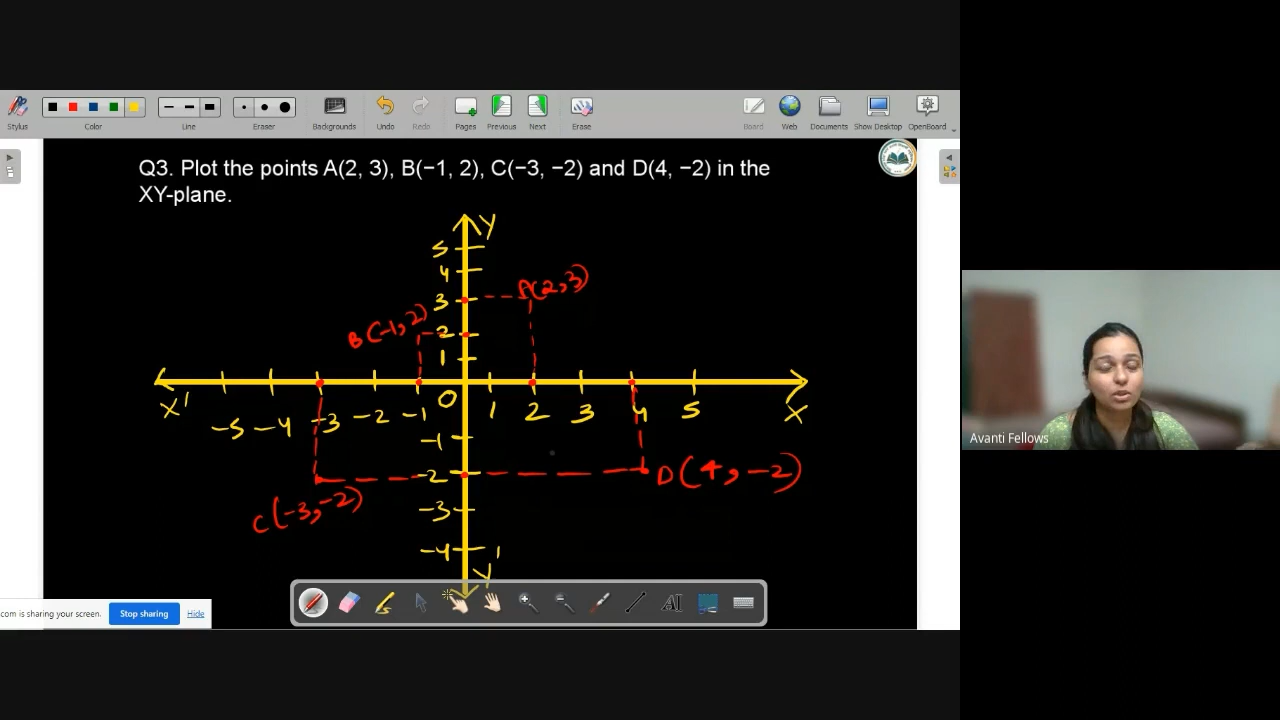 Stylus
Color
Line
Eraser
Backgrounds
Undo
Redo
Pages
Previous
Next
Erase
Board
Web
Documents
Show Desktop
OpenBoard
Q3. Plot the points A(2, 3), B(−1, 2), C(−3, −2) and D(4, −2) in the
XY-plane.
Y
5
4
3
A(2,3)
B(-1,2)
2
1
X'
-5 -4 -3 -2 -1 0 1 2 3 4 5
X
-1
-2
D(4,-2)
C(-3,-2)
-3
-4
Y'
Avanti Fellows
com is sharing your screen.
Stop sharing
Hide
AI